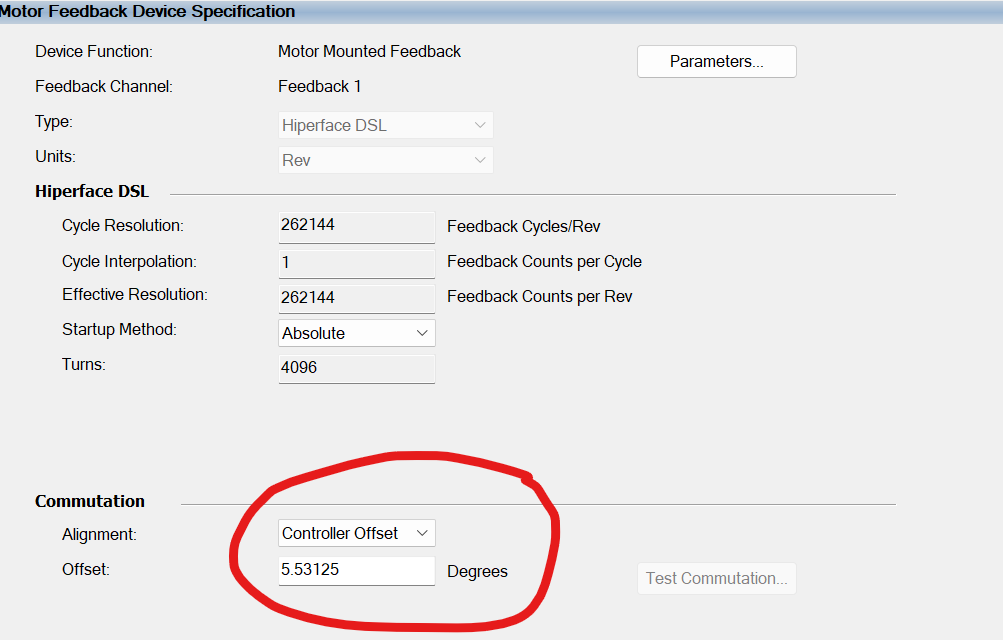 Motor Feedback Device Specification
Device Function: Motor Mounted Feedback Parameters...
Feedback Channel: Feedback 1
Type: Hiperface DSL
Units: Rev
Hiperface DSL
Cycle Resolution: 262144 Feedback Cycles/Rev
Cycle Interpolation: 1 Feedback Counts per Cycle
Effective Resolution: 262144 Feedback Counts per Rev
Startup Method: Absolute
Turns: 4096
Commutation
Alignment: Controller Offset
Offset: 5.53125 Degrees Test Commutation...